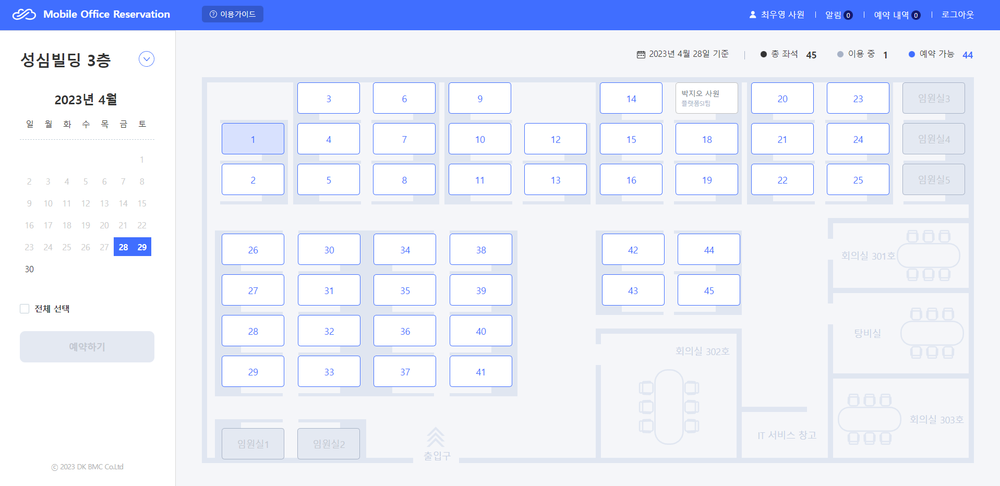 Mobile Office Reservation
이용가이드
최우영 사원
알림 0
예약 내역 0
로그아웃
성심빌딩 3층
2023년 4월 28일 기준
총 좌석 45
이용 중 1
예약 가능 44
2023년 4월
일 월 화 수 목 금 토
1
2 3 4 5 6 7 8
9 10 11 12 13 14 15
16 17 18 19 20 21 22
23 24 25 26 27 28 29
30
전체 선택
예약하기
ⓒ 2023 DK BMC Co.Ltd
3 6 9 14 박지오 사원 20 23 임원실3
플랫폼SI팀
1 4 7 10 12 15 18 21 24 임원실4
2 5 8 11 13 16 19 22 25 임원실5
26 30 34 38 42 44
회의실 301호
27 31 35 39 43 45
28 32 36 40
탕비실
회의실 302호
29 33 37 41
회의실 303호
IT 서비스 창고
임원실1 임원실2
출입구